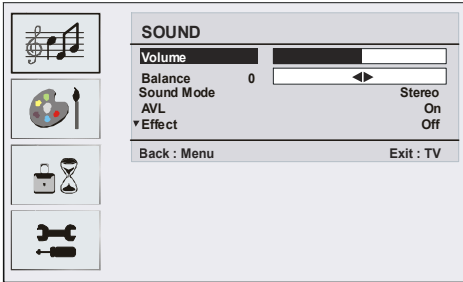 SOUND
Volume
Balance 0
Sound Mode Stereo
AVL On
Effect Off
Back : Menu Exit : TV